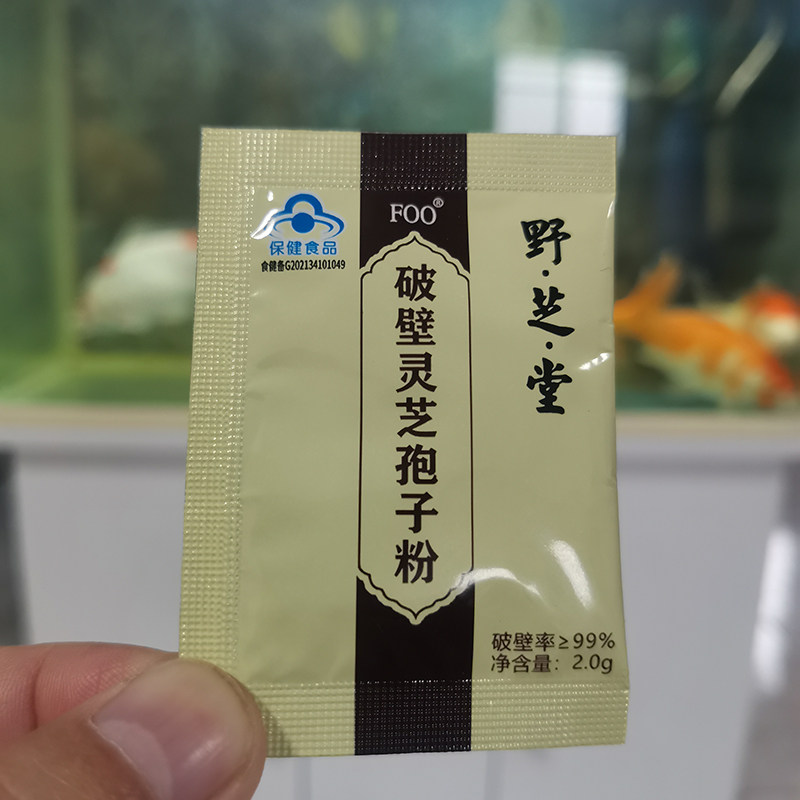 保健食品
食健备G202134101049
FOO®
破壁灵芝孢子粉
野·芝·堂
破壁率≥99%
净含量：2.0g